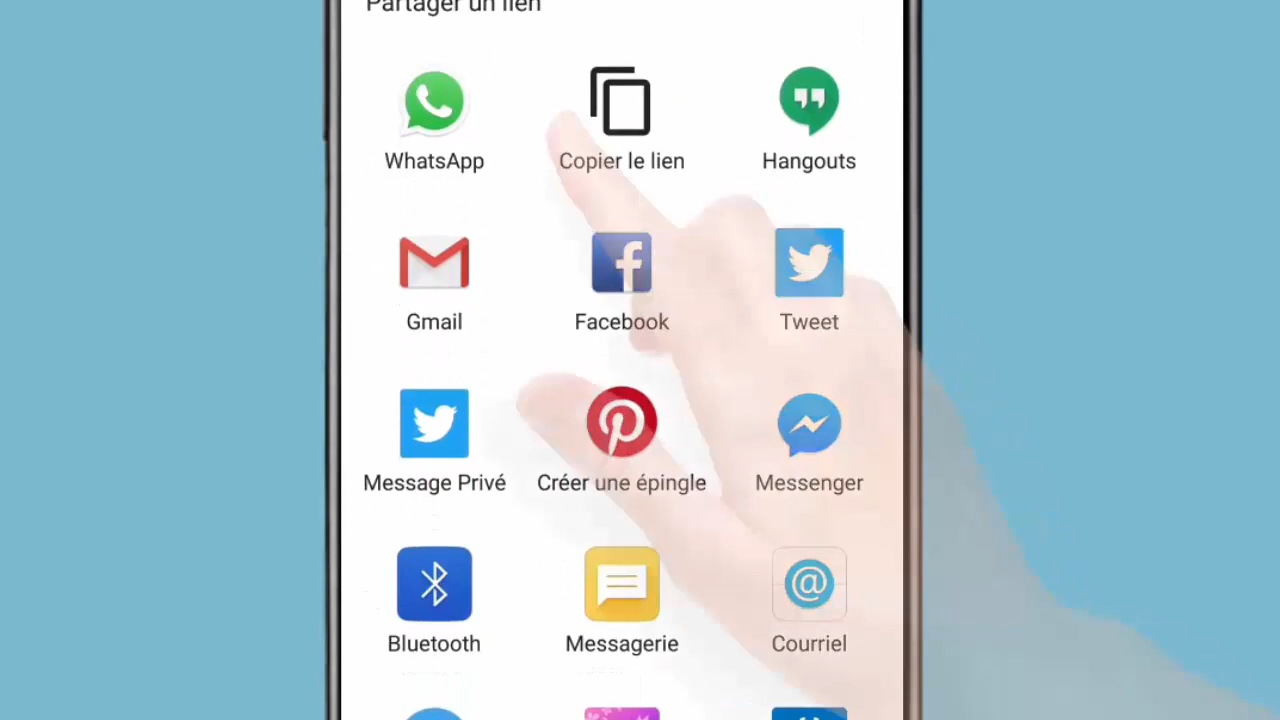 Partager un lien
WhatsApp
Copier le lien
Hangouts
Gmail
Facebook
Tweet
Message Privé
Créer une épingle
Messenger
Bluetooth
Messagerie
Courriel